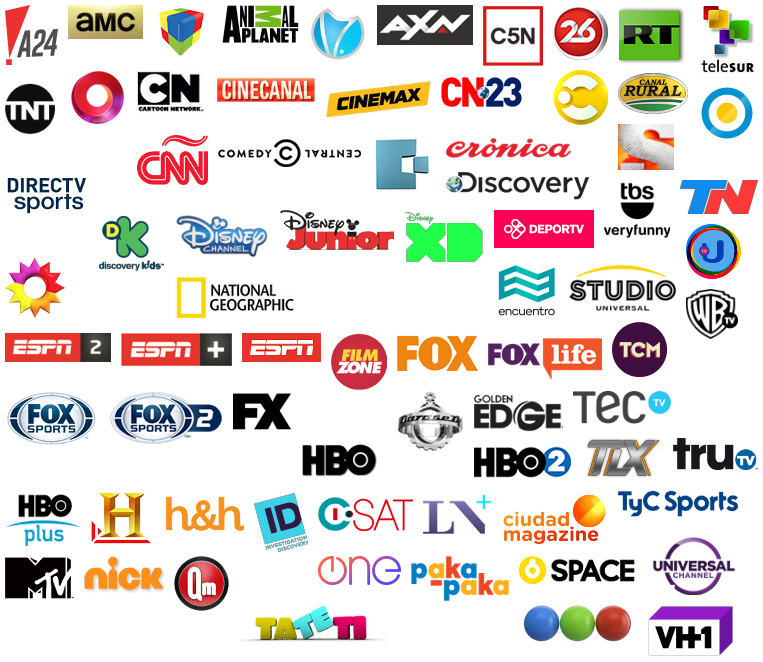 A24
aMC
ANIMAL
PLANET
AXN
C5N
26
RT
teleSUR
TNT
CN
CARTOON NETWORK
CINECANAL
CINEMAX
CN23
CANAL
RURAL
CNN
COMEDY CENTRAL
crónica
Discovery
DIRECTV
sports
tbs
veryfunny
TN
DK
discovery kids
Disney
CHANNEL
Disney
Junior
Disney
XD
DEPORTV
U
NATIONAL
GEOGRAPHIC
encuentro
STUDIO
UNIVERSAL
WB
TV
ESPN 2
ESPN +
ESPN
FILM
ZONE
FOX
FOX life
TCM
FOX
SPORTS
FOX
SPORTS 2
FX
GOLDEN
EDGE
TEC TV
HBO
HBO 2
TLX
tru TV
HBO
plus
H
h&h
ID
INVESTIGATION
DISCOVERY
SAT
LN+
ciudad
magazine
TyC Sports
MTV
nick
Qm
one
paka-
paka
SPACE
UNIVERSAL
CHANNEL
TATETI
VH1